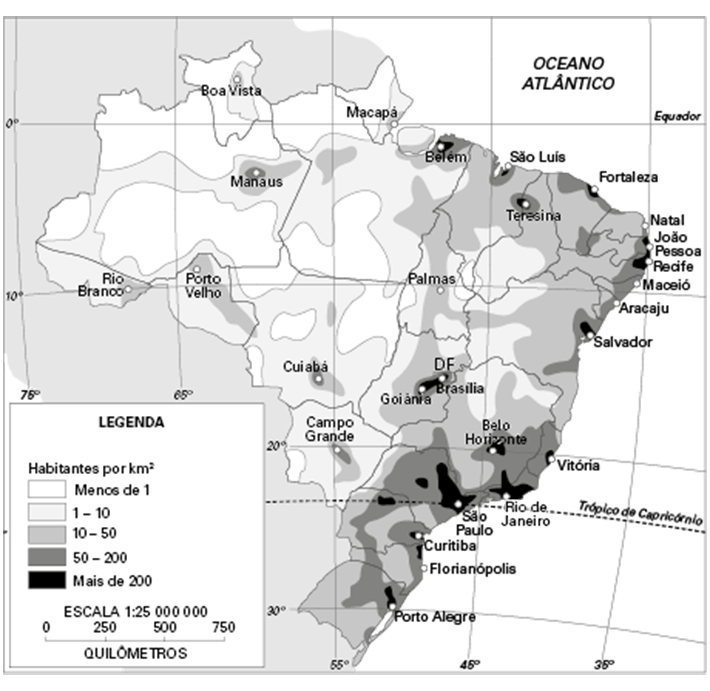 OCEANO
ATLÂNTICO
Boa Vista
Macapá
Equador
0°
Belém
São Luís
Fortaleza
Manaus
Teresina
Natal
João
Pessoa
Recife
Rio
Branco
Porto
Velho
Palmas
Maceió
10°
Aracaju
Salvador
Cuiabá
DF
Brasília
Goiânia
75°
65°
Campo
Grande
Belo
Horizonte
20°
Vitória
Trópico de Capricórnio
São
Paulo
Rio de
Janeiro
Curitiba
Florianópolis
30°
Porto Alegre
55°
45°
35°
LEGENDA
Habitantes por km²
Menos de 1
1 – 10
10 – 50
50 – 200
Mais de 200
ESCALA 1:25 000 000
0 250 500 750
QUILÔMETROS